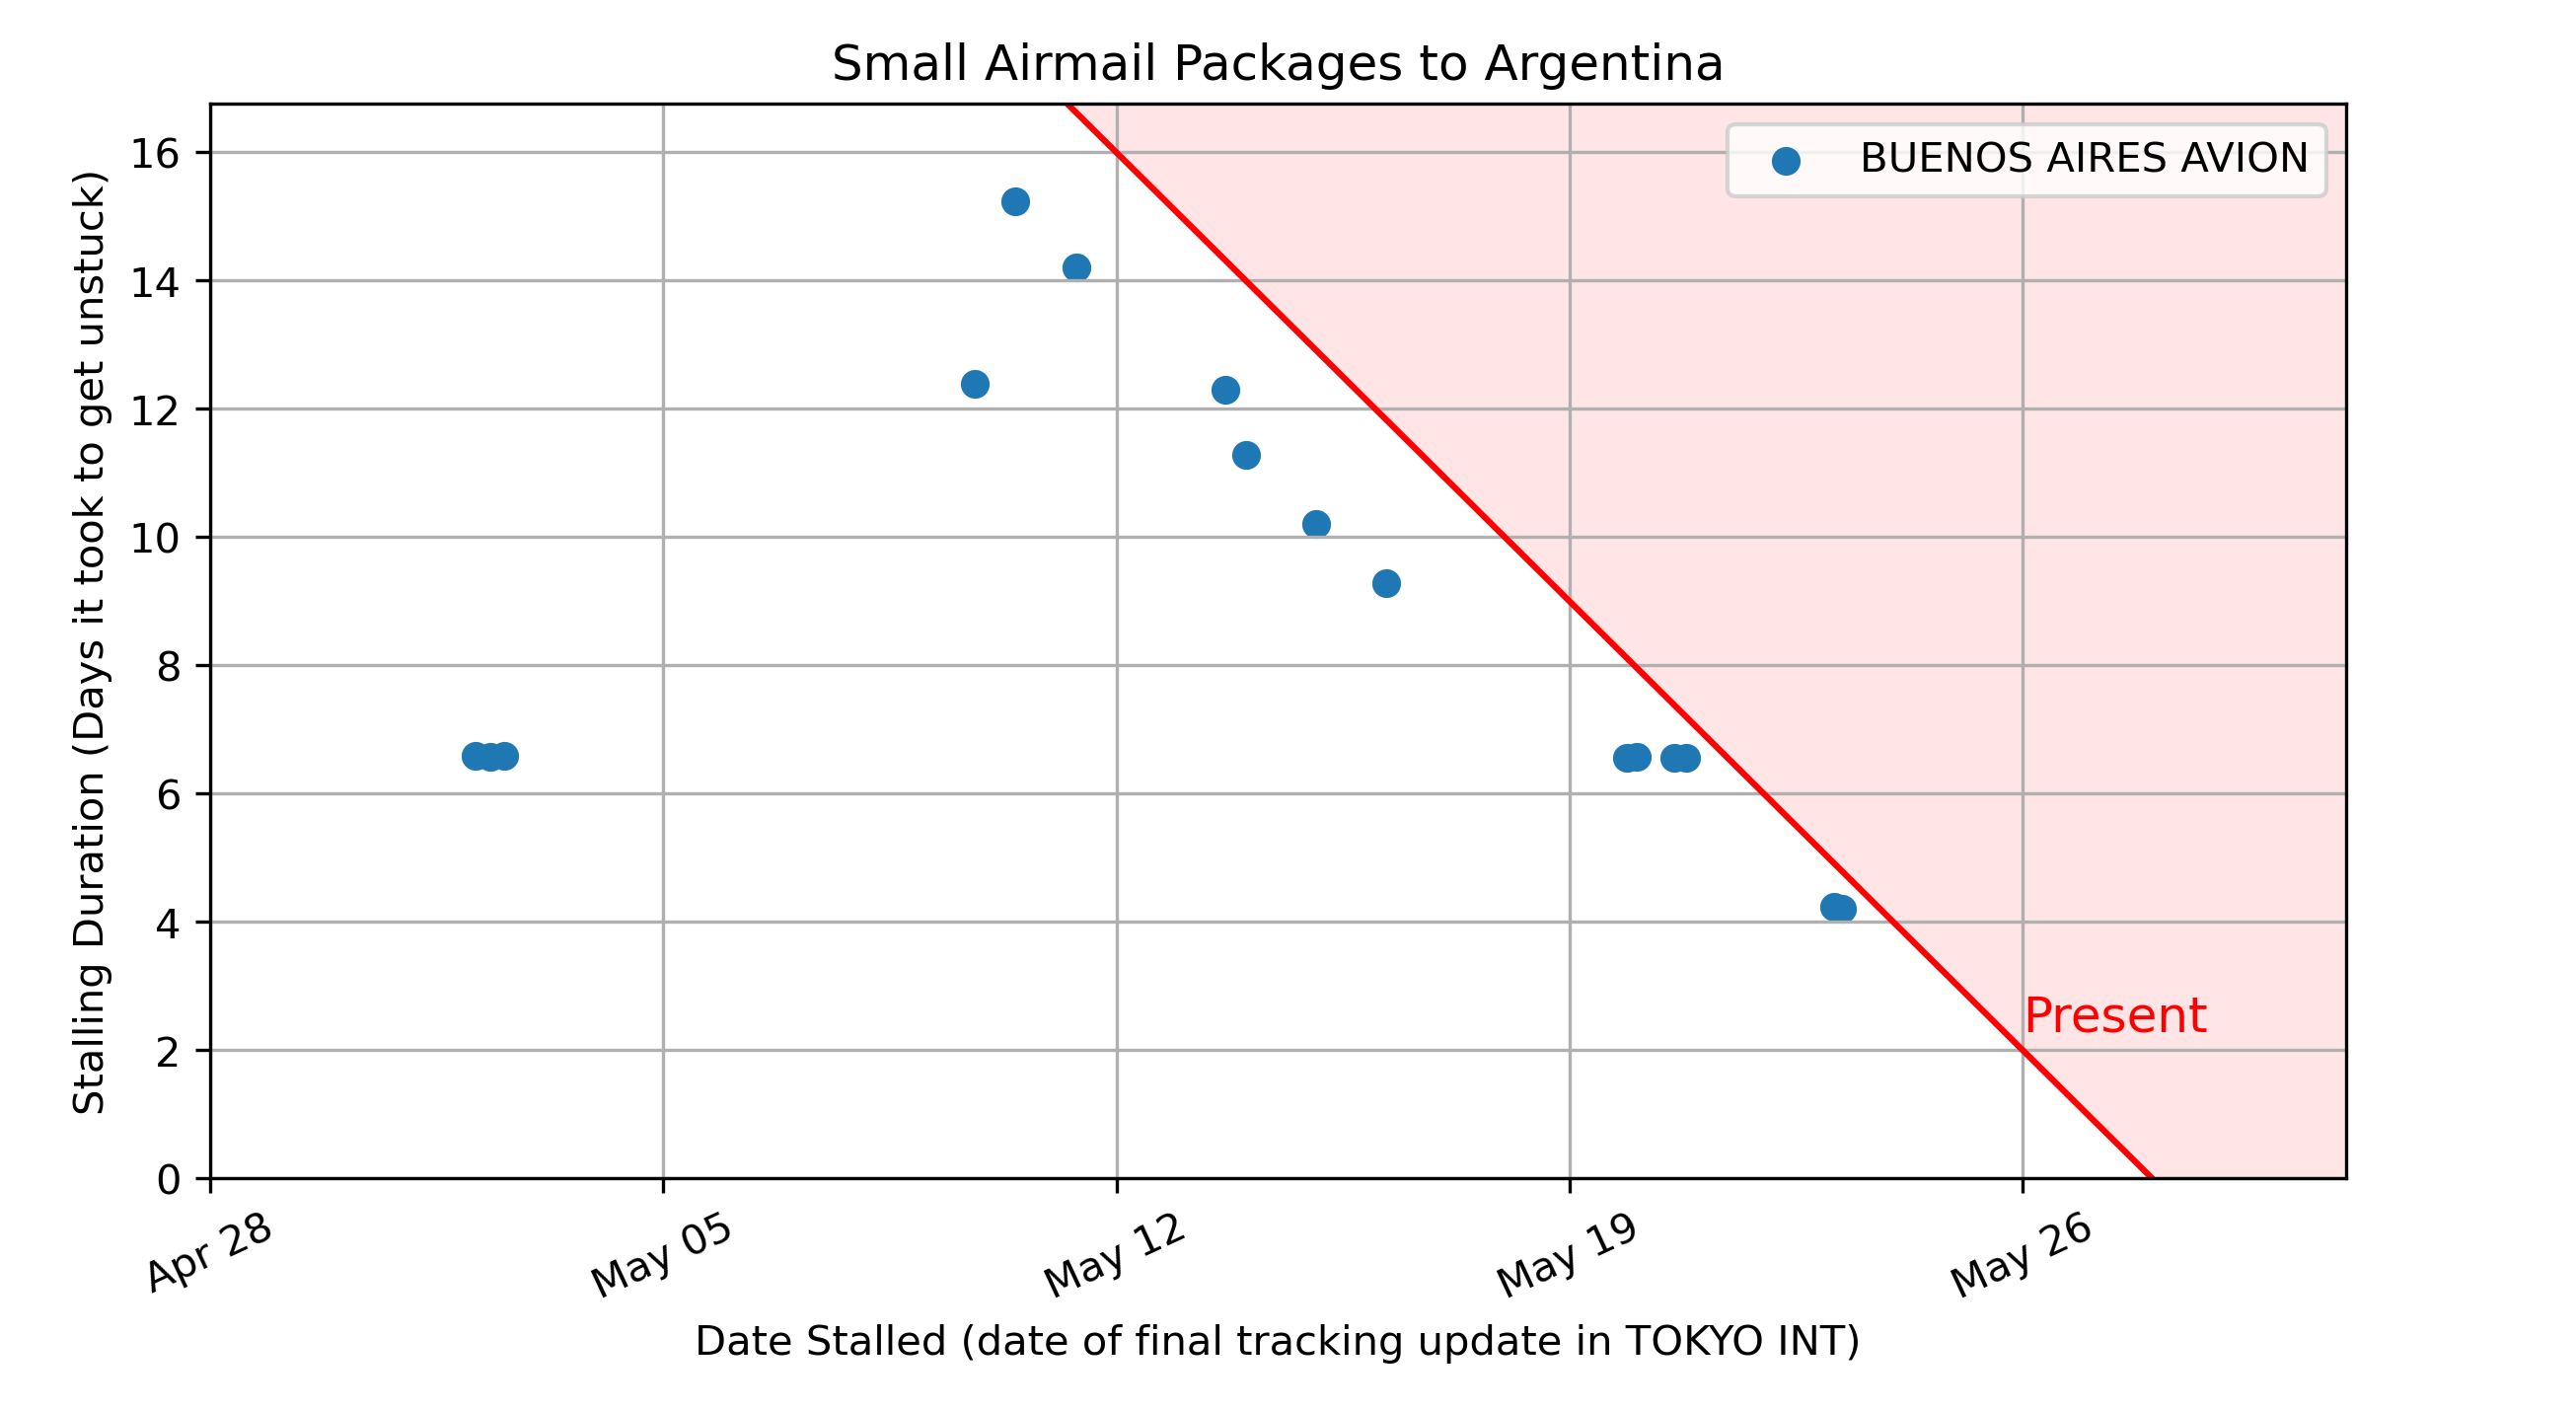 Small Airmail Packages to Argentina
BUENOS AIRES AVION
Stalling Duration (Days it took to get unstuck)
16
14
12
10
8
6
4
2
0
Present
Apr 28
May 05
May 12
May 19
May 26
Date Stalled (date of final tracking update in TOKYO INT)